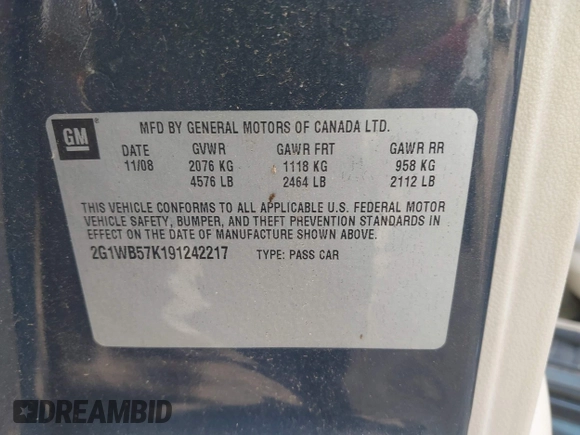 GM
MFD BY GENERAL MOTORS OF CANADA LTD.
DATE GVWR GAWR FRT GAWR RR
11/08 2076 KG 1118 KG 958 KG
4576 LB 2464 LB 2112 LB
THIS VEHICLE CONFORMS TO ALL APPLICABLE U.S. FEDERAL MOTOR
VEHICLE SAFETY, BUMPER, AND THEFT PREVENTION STANDARDS IN
EFFECT ON THE DATE OF MANUFACTURE SHOWN ABOVE.
2G1WB57K191242217 TYPE: PASS CAR
DREAMBID